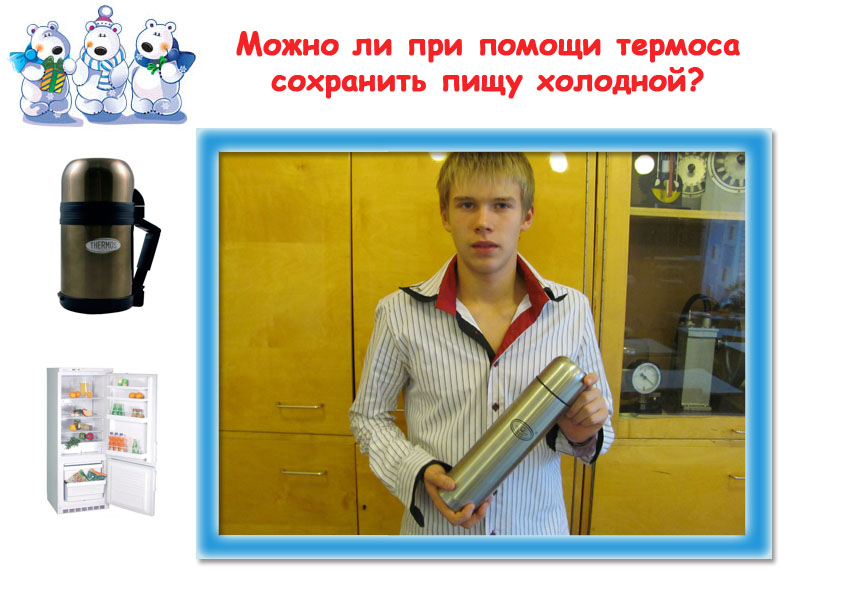 Можно ли при помощи термоса
сохранить пищу холодной?
THERMOS